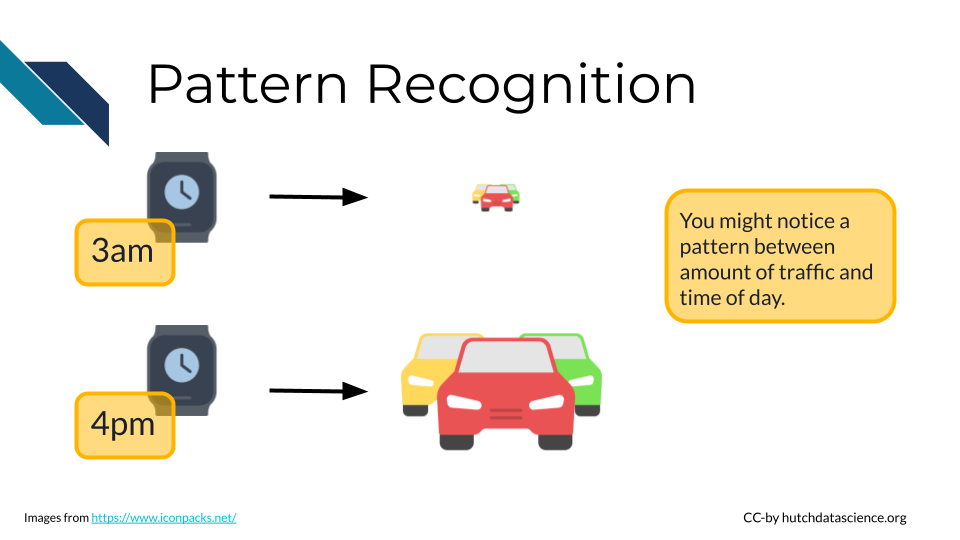 Pattern Recognition
3am
You might notice a
pattern between
amount of traffic and
time of day.
4pm
Images from https://www.iconpacks.net/
CC-by hutchdatascience.org